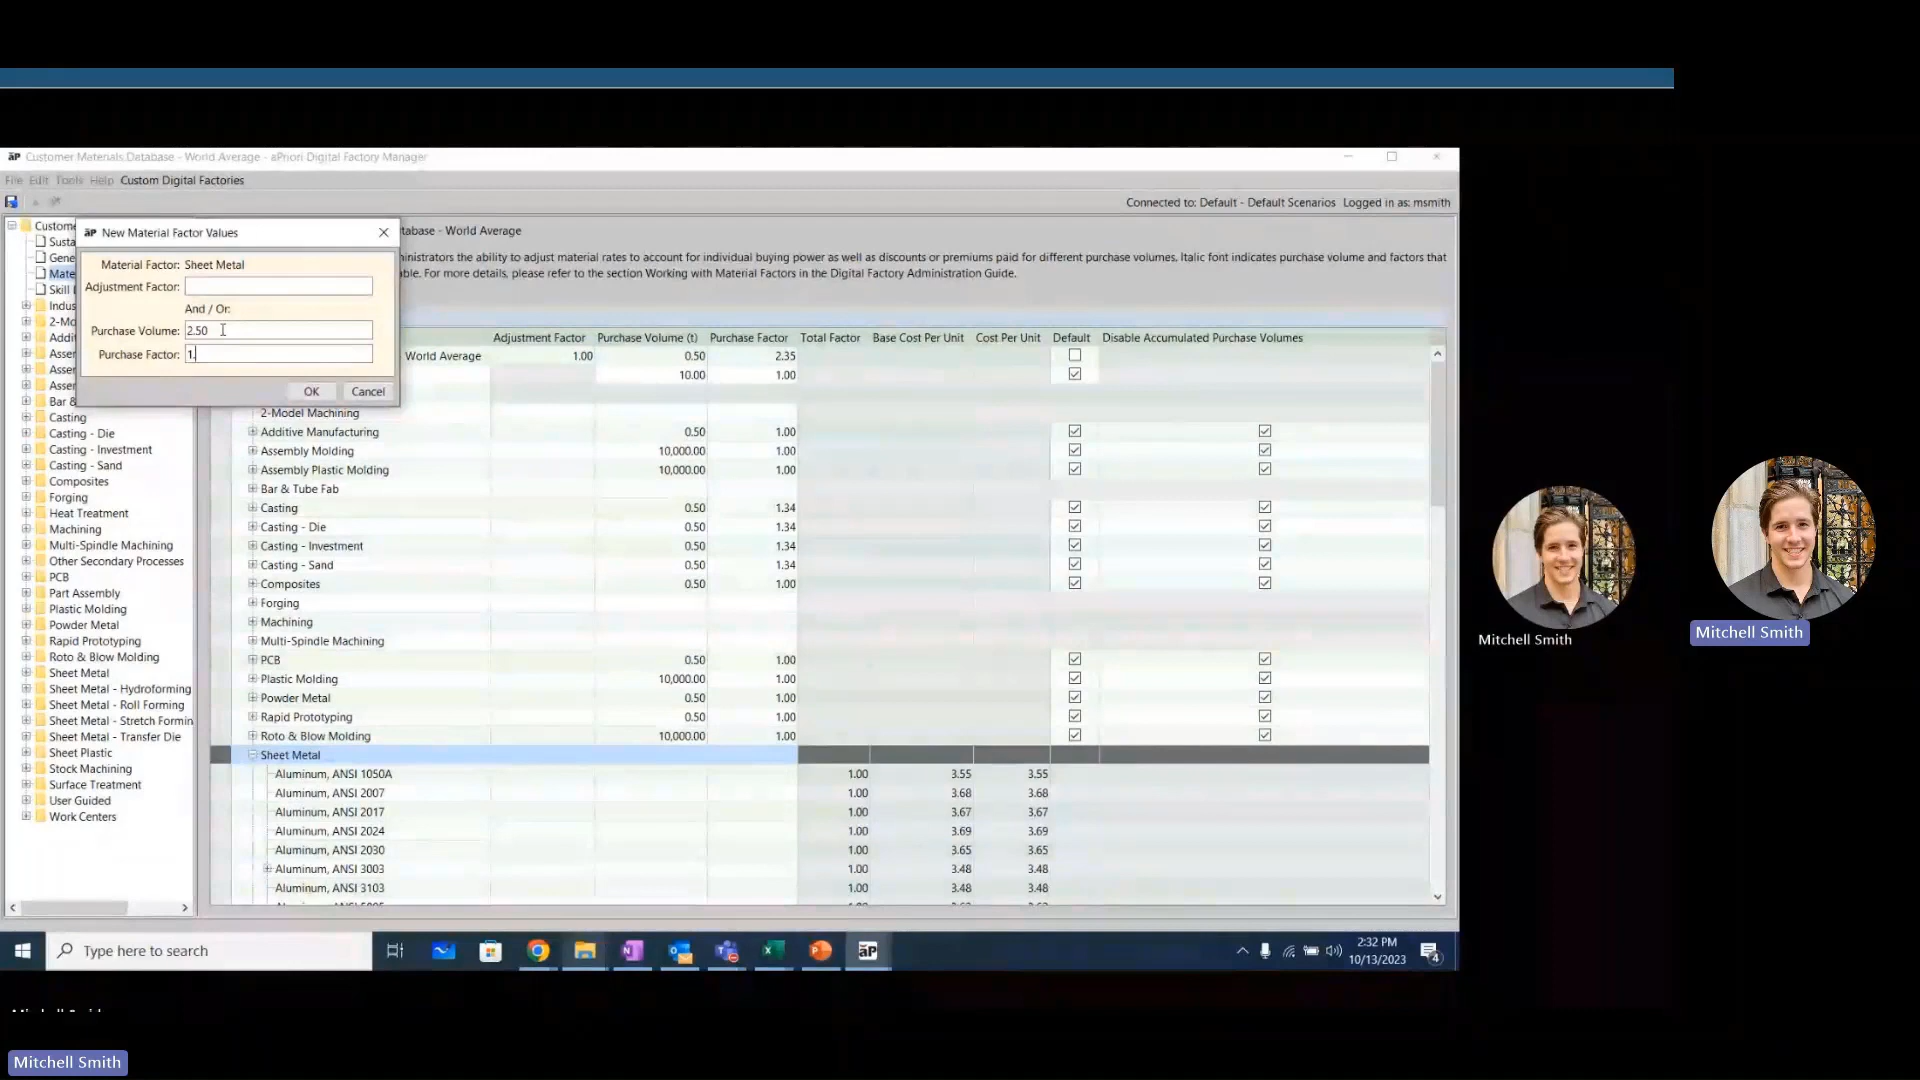 aP Customer Materials Database - World Average - aPriori Digital Factory Manager
File Edit Tools Help Custom Digital Factories
Connected to: Default - Default Scenarios Logged in as: msmith
Custome
Susta
Gene
Mate
Skill
Indus
2-Mo
Addi
Asser
Asser
Asser
Bar &
Casting
Casting - Die
Casting - Investment
Casting - Sand
Composites
Forging
Heat Treatment
Machining
Multi-Spindle Machining
Other Secondary Processes
PCB
Part Assembly
Plastic Molding
Powder Metal
Rapid Prototyping
Roto & Blow Molding
Sheet Metal
Sheet Metal - Hydroforming
Sheet Metal - Roll Forming
Sheet Metal - Stretch Formin
Sheet Metal - Transfer Die
Sheet Plastic
Stock Machining
Surface Treatment
User Guided
Work Centers
aP New Material Factor Values
Material Factor: Sheet Metal
Adjustment Factor:
And / Or:
Purchase Volume: 2.50
Purchase Factor: 1.
OK Cancel
tabase - World Average
ninistrators the ability to adjust material rates to account for individual buying power as well as discounts or premiums paid for different purchase volumes. Italic font indicates purchase volume and factors that
able. For more details, please refer to the section Working with Material Factors in the Digital Factory Administration Guide.
Adjustment Factor Purchase Volume (t) Purchase Factor Total Factor Base Cost Per Unit Cost Per Unit Default Disable Accumulated Purchase Volumes
World Average 1.00 0.50 2.35
10.00 1.00
2-Model Machining
Additive Manufacturing 0.50 1.00
Assembly Molding 10,000.00 1.00
Assembly Plastic Molding 10,000.00 1.00
Bar & Tube Fab
Casting 0.50 1.34
Casting - Die 0.50 1.34
Casting - Investment 0.50 1.34
Casting - Sand 0.50 1.34
Composites 0.50 1.00
Forging
Machining
Multi-Spindle Machining
PCB 0.50 1.00
Plastic Molding 10,000.00 1.00
Powder Metal 0.50 1.00
Rapid Prototyping 0.50 1.00
Roto & Blow Molding 10,000.00 1.00
Sheet Metal
Aluminum, ANSI 1050A 1.00 3.55 3.55
Aluminum, ANSI 2007 1.00 3.68 3.68
Aluminum, ANSI 2017 1.00 3.67 3.67
Aluminum, ANSI 2024 1.00 3.69 3.69
Aluminum, ANSI 2030 1.00 3.65 3.65
Aluminum, ANSI 3003 1.00 3.48 3.48
Aluminum, ANSI 3103 1.00 3.48 3.48
Type here to search
aP
2:32 PM
10/13/2023
4
Mitchell Smith
Mitchell Smith
Mitchell Smith